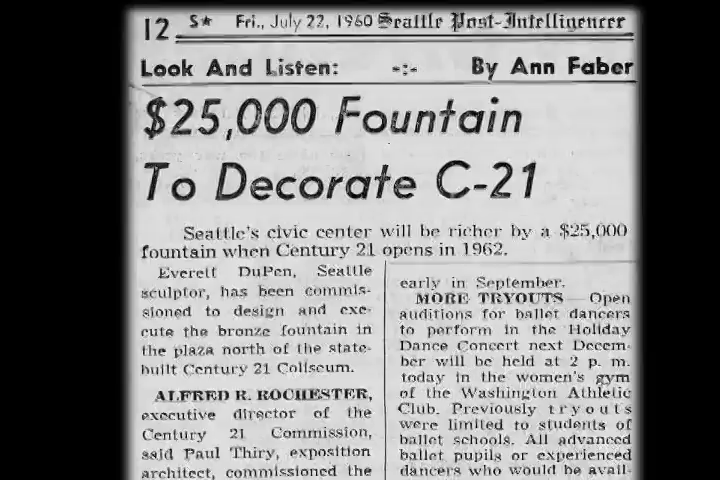 12 S★ Fri., July 22, 1960 Seattle Post-Intelligencer
Look And Listen: -:- By Ann Faber
$25,000 Fountain
To Decorate C-21
Seattle's civic center will be richer by a $25,000
fountain when Century 21 opens in 1962.
Everett DuPen, Seattle
sculptor, has been commis-
sioned to design and exe-
cute the bronze fountain in
the plaza north of the state-
built Century 21 Coliseum.
ALFRED R. ROCHESTER,
executive director of the
Century 21 Commission,
said Paul Thiry, exposition
architect, commissioned the
early in September.
MORE TRYOUTS — Open
auditions for ballet dancers
to perform in the Holiday
Dance Concert next Decem-
ber will be held at 2 p. m.
today in the women's gym
of the Washington Athletic
Club. Previously tryouts
were limited to students of
ballet schools. All advanced
ballet pupils or experienced
dancers who would be avail-